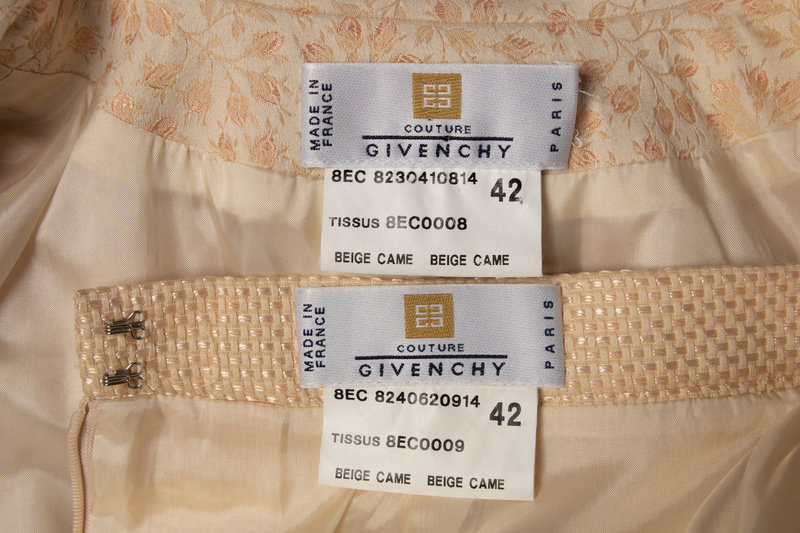 MADE IN
FRANCE
COUTURE
GIVENCHY
PARIS
8EC 8230410814
42
TISSUS 8EC0008
BEIGE CAME BEIGE CAME
MADE IN
FRANCE
COUTURE
GIVENCHY
PARIS
8EC 8240620914
42
TISSUS 8EC0009
BEIGE CAME BEIGE CAME